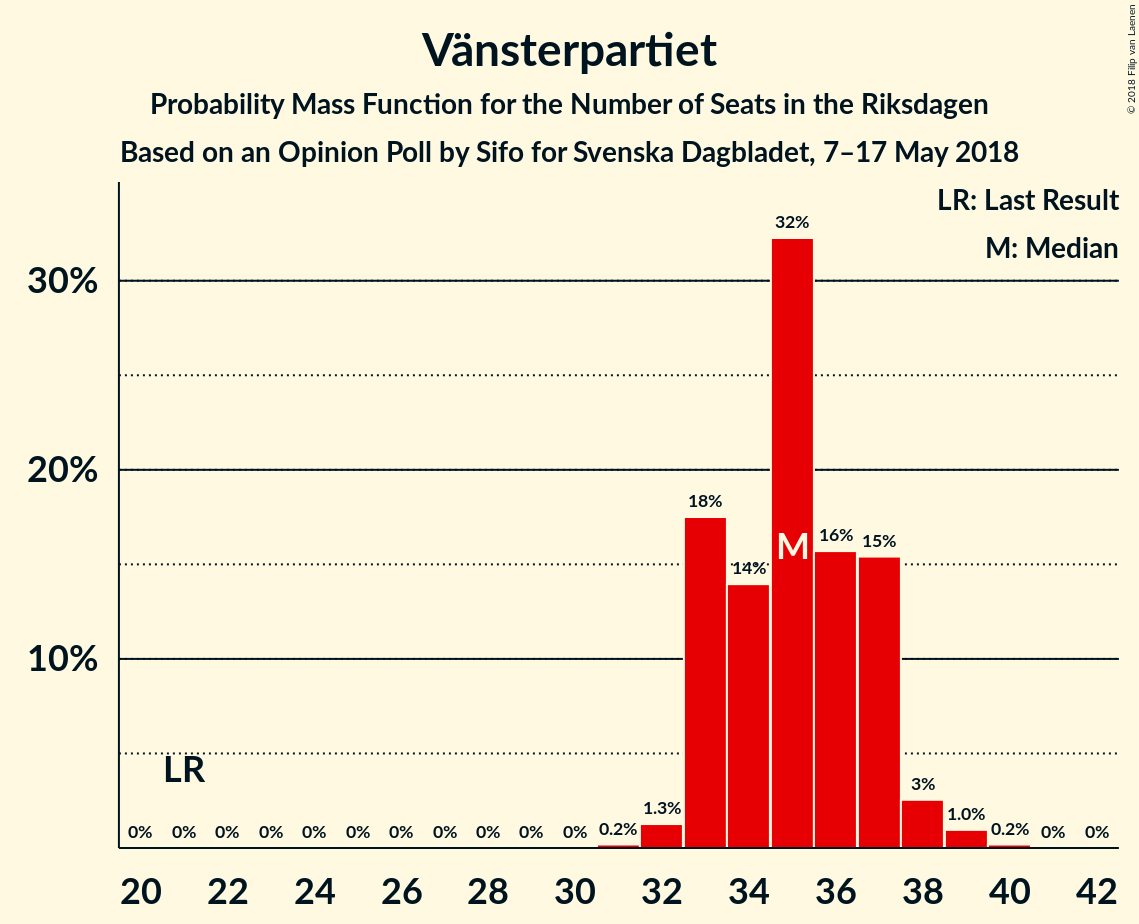 Vänsterpartiet
Probability Mass Function for the Number of Seats in the Riksdagen
Based on an Opinion Poll by Sifo for Svenska Dagbladet, 7–17 May 2018
© 2018 Filip van Laenen
LR: Last Result
M: Median
32%
30%
18%
20%
16%
15%
M
14%
10%
LR
3%
1.3%
1.0%
0% 0% 0% 0% 0% 0% 0% 0% 0% 0% 0% 0.2% 0.2% 0% 0%
20 22 24 26 28 30 32 34 36 38 40 42